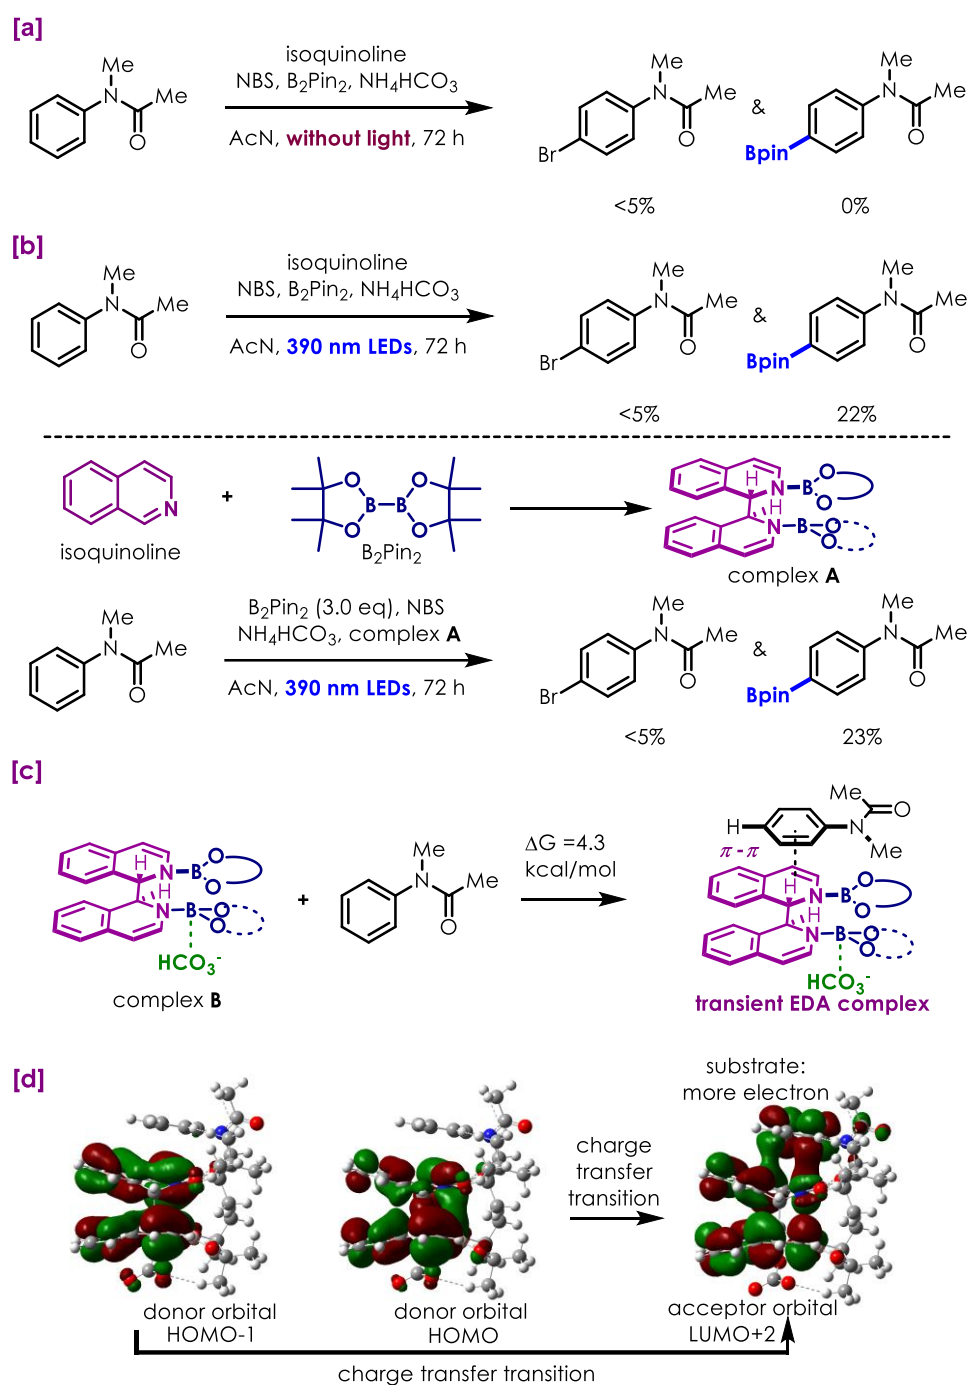 [a]
Me
N
Me
O
isoquinoline
NBS, B2Pin2, NH4HCO3
AcN, without light, 72 h
Me
N
Me
O
Br
<5%
&
Me
N
Me
O
Bpin
0%
[b]
Me
N
Me
O
isoquinoline
NBS, B2Pin2, NH4HCO3
AcN, 390 nm LEDs, 72 h
Me
N
Me
O
Br
<5%
&
Me
N
Me
O
Bpin
22%
N
isoquinoline
+
O
O
B
B
O
O
B2Pin2
H
N
B
O
O
H
N
B
O
O
complex A
Me
N
Me
O
B2Pin2 (3.0 eq), NBS
NH4HCO3, complex A
AcN, 390 nm LEDs, 72 h
Me
N
Me
O
Br
<5%
&
Me
N
Me
O
Bpin
23%
[c]
H
N
B
O
O
H
N
B
O
O
HCO3-
complex B
+
Me
N
Me
O
ΔG =4.3
kcal/mol
Me
O
H
N
Me
π-π
H
N
B
O
O
H
N
B
O
O
HCO3-
transient EDA complex
[d]
substrate:
more electron
charge
transfer
transition
donor orbital
HOMO-1
donor orbital
HOMO
acceptor orbital
LUMO+2
charge transfer transition